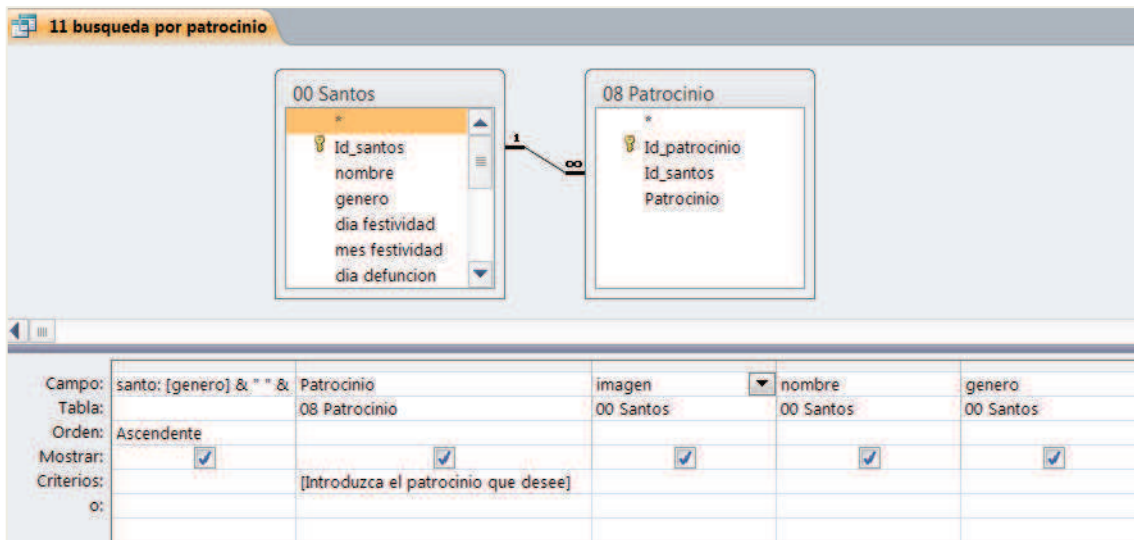 11 busqueda por patrocinio
00 Santos
*
Id_santos
nombre
genero
dia festividad
mes festividad
dia defuncion
1
∞
08 Patrocinio
*
Id_patrocinio
Id_santos
Patrocinio
Campo: santo: [genero] & " " & Patrocinio imagen nombre genero
Tabla: 08 Patrocinio 00 Santos 00 Santos 00 Santos
Orden: Ascendente
Mostrar:
Criterios: [Introduzca el patrocinio que desee]
o: